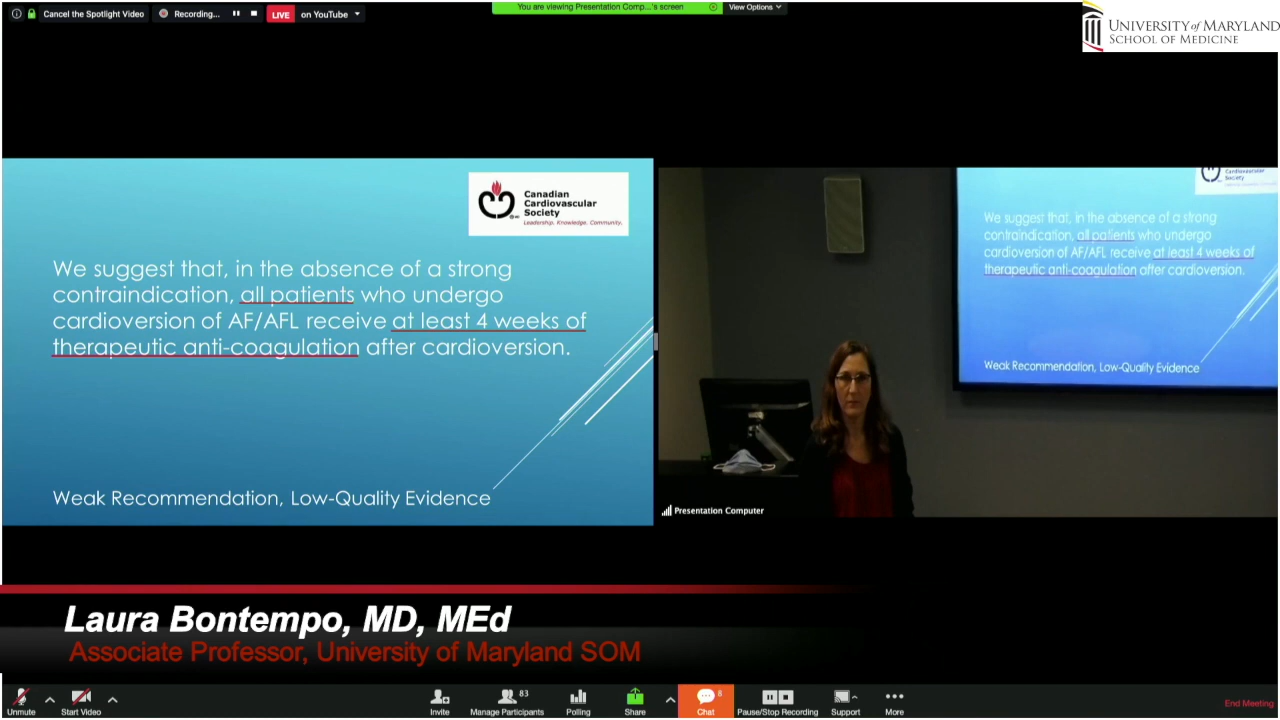 Cancel the Spotlight Video
Recording...
LIVE
on YouTube
You are viewing Presentation Comp...'s screen
View Options
UNIVERSITY of MARYLAND
SCHOOL OF MEDICINE
Canadian
Cardiovascular
Society
Leadership. Knowledge. Community.
We suggest that, in the absence of a strong
contraindication, all patients who undergo
cardioversion of AF/AFL receive at least 4 weeks of
therapeutic anti-coagulation after cardioversion.
Weak Recommendation, Low-Quality Evidence
Cardiovascular
Society
We suggest that, in the absence of a strong
contraindication, all patients who undergo
cardioversion of AF/AFL receive at least 4 weeks of
therapeutic anti-coagulation after cardioversion.
Weak Recommendation, Low-Quality Evidence
Presentation Computer
Laura Bontempo, MD, MEd
Associate Professor, University of Maryland SOM
Unmute
Start Video
Invite
83
Manage Participants
Polling
Share
8
Chat
Pause/Stop Recording
Support
More
End Meeting